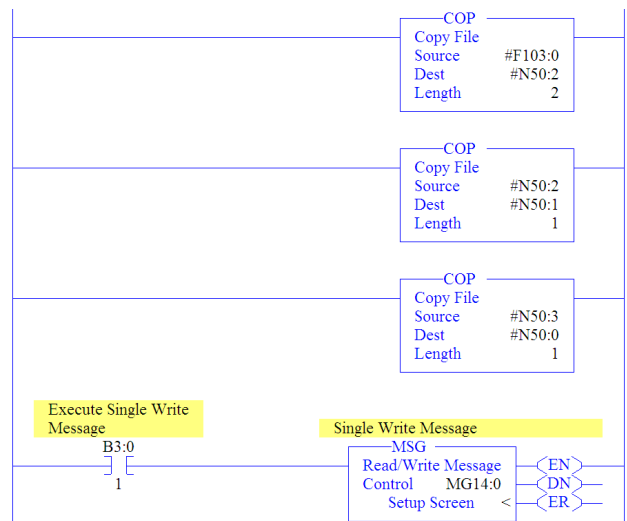 COP
Copy File
Source #F103:0
Dest #N50:2
Length 2
COP
Copy File
Source #N50:2
Dest #N50:1
Length 1
COP
Copy File
Source #N50:3
Dest #N50:0
Length 1
Execute Single Write
Message
B3:0
1
Single Write Message
MSG
Read/Write Message EN
Control MG14:0 DN
Setup Screen < ER